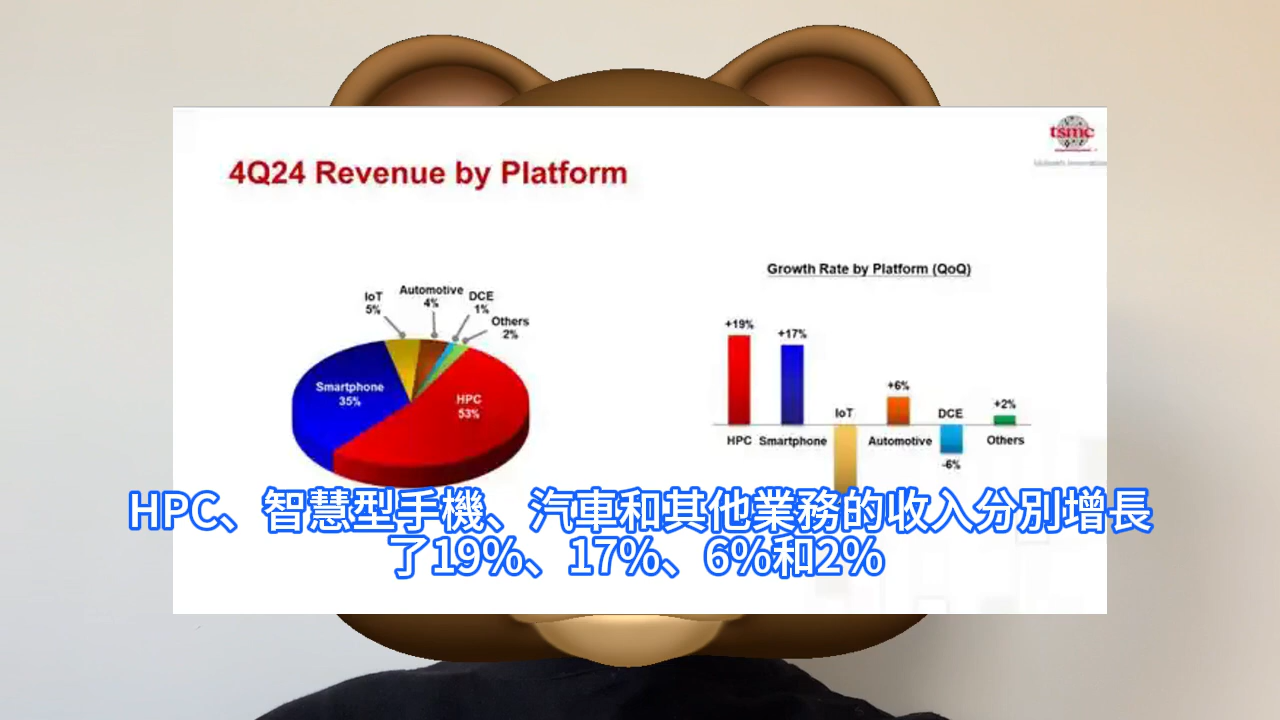 tsmc
4Q24 Revenue by Platform
Growth Rate by Platform (QoQ)
IoT
5%
Automotive
4%
DCE
1%
Others
2%
Smartphone
35%
HPC
53%
+19%
+17%
IoT
+6%
DCE
+2%
HPC
Smartphone
Automotive
Others
-6%
HPC、智慧型手機、汽車和其他業務的收入分別增長
了19%、17%、6%和2%